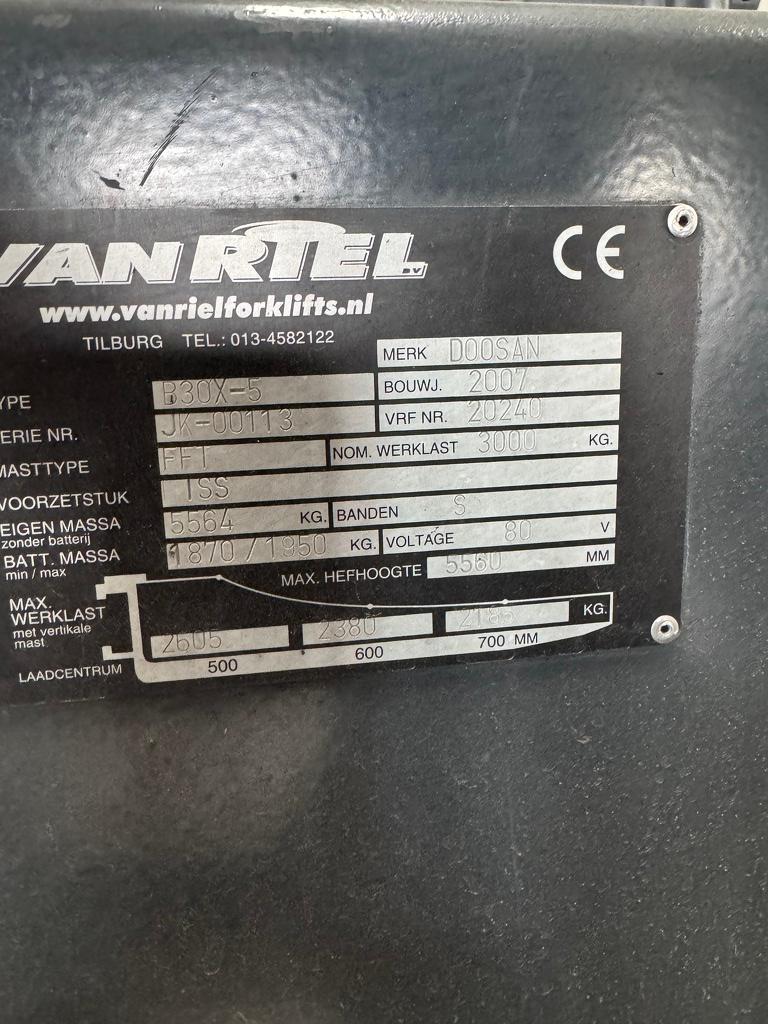 VAN RIEL BV
CE
www.vanrielforklifts.nl
TILBURG TEL.: 013-4582122
MERK DOOSAN
YPE B30X-5 BOUWJ. 2007
ERIE NR. JK-00113 VRF NR. 20240
MASTTYPE FFT NOM. WERKLAST 3000 KG.
VOORZETSTUK ISS
EIGEN MASSA 5564 KG. BANDEN S
zonder batterij
BATT. MASSA 1870/1950 KG. VOLTAGE 80 V
min / max
MAX. HEFHOOGTE 5560 MM
MAX.
WERKLAST
met vertikale
mast
2605 2380 2185 KG.
LAADCENTRUM 500 600 700 MM